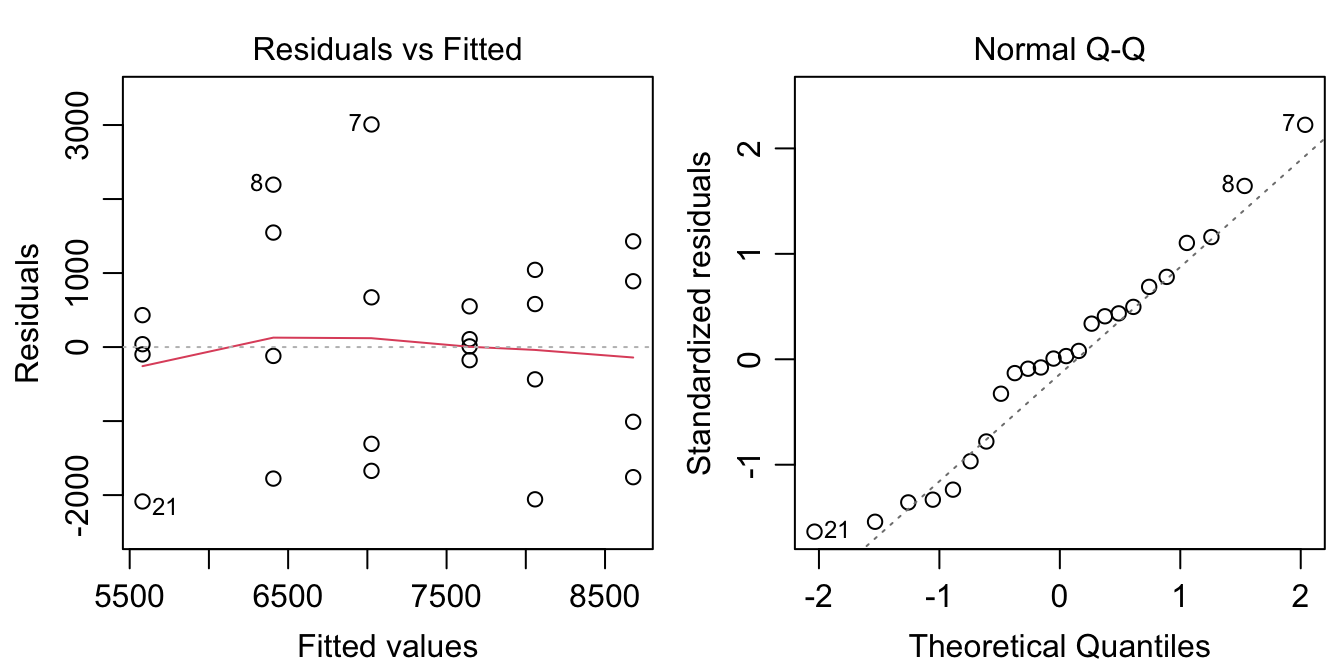 Residuals vs Fitted
Residuals
3000
1000
0
-2000
7
8
21
5500 6500 7500 8500
Fitted values
Normal Q-Q
Standardized residuals
2
1
0
-1
7
8
21
-2 -1 0 1 2
Theoretical Quantiles